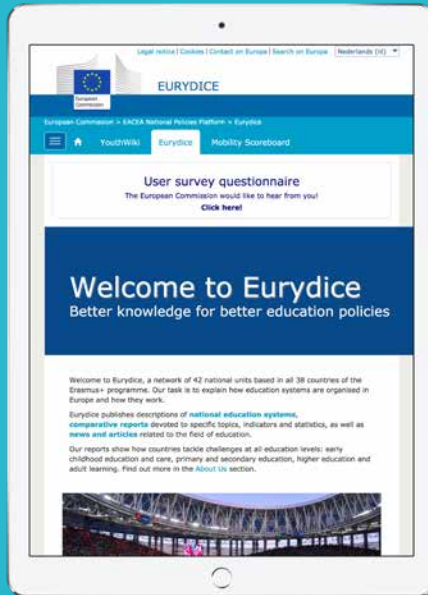 Legal notice | Cookies | Contact on Europa | Search on Europa Nederlands (nl)
European
Commission
EURYDICE
European Commission > EACEA National Policies Platform > Eurydice
YouthWiki Eurydice Mobility Scoreboard
User survey questionnaire
The European Commission would like to hear from you!
Click here!
Welcome to Eurydice
Better knowledge for better education policies
Welcome to Eurydice, a network of 42 national units based in all 38 countries of the
Erasmus+ programme. Our task is to explain how education systems are organised in
Europe and how they work.
Eurydice publishes descriptions of national education systems,
comparative reports devoted to specific topics, indicators and statistics, as well as
news and articles related to the field of education.
Our reports show how countries tackle challenges at all education levels: early
childhood education and care, primary and secondary education, higher education and
adult learning. Find out more in the About Us section.